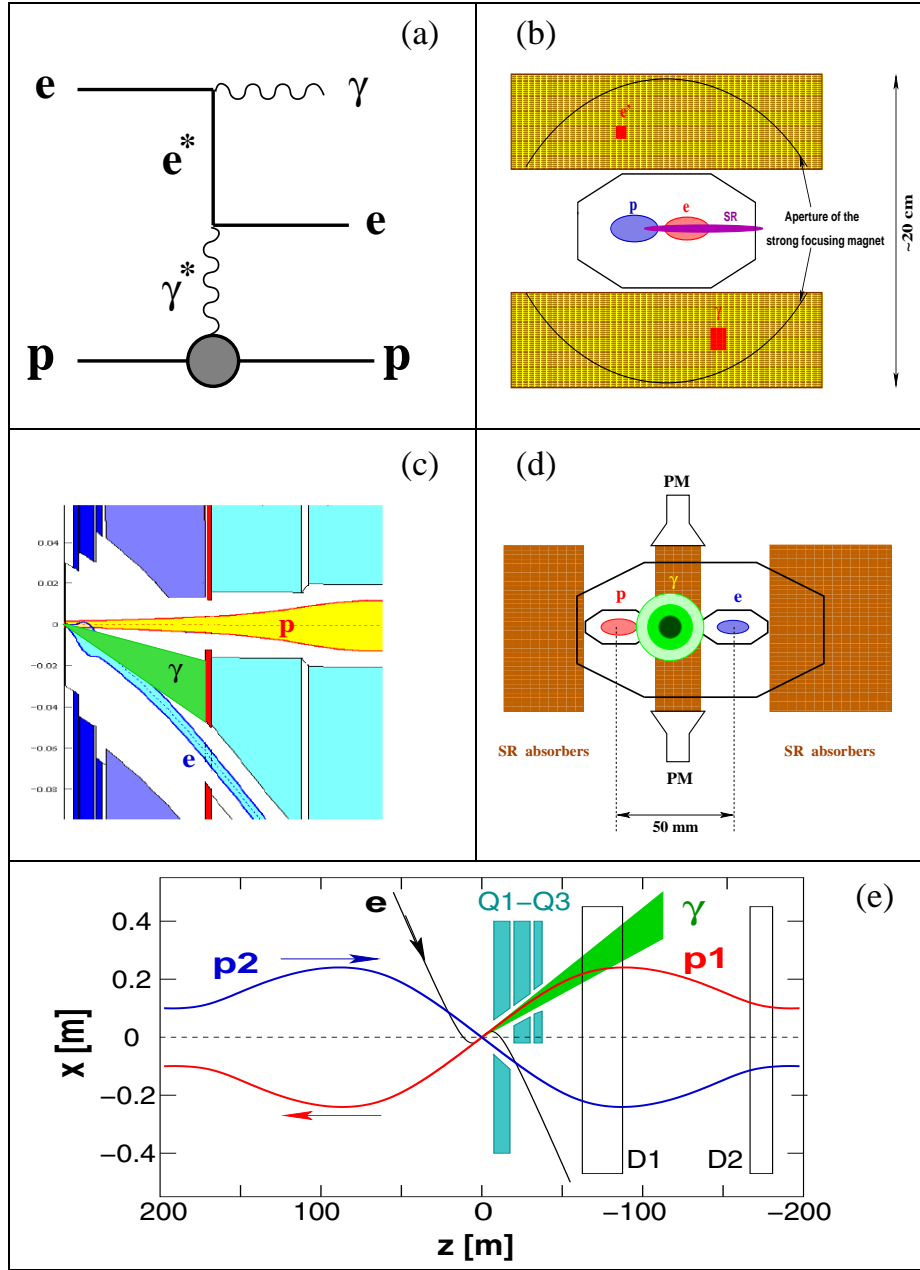 (a)
e
γ
e*
e
γ*
p
p
(b)
e'
p
e
SR
Aperture of the
strong focusing magnet
γ
~20 cm
(c)
0.04
0.02
0
−0.02
−0.04
−0.06
−0.08
p
γ
e
(d)
PM
γ
p
e
SR absorbers
SR absorbers
PM
50 mm
(e)
e
Q1−Q3
γ
p2
p1
0.4
0.2
0
−0.2
−0.4
x [m]
D1
D2
200
100
0
−100
−200
z [m]